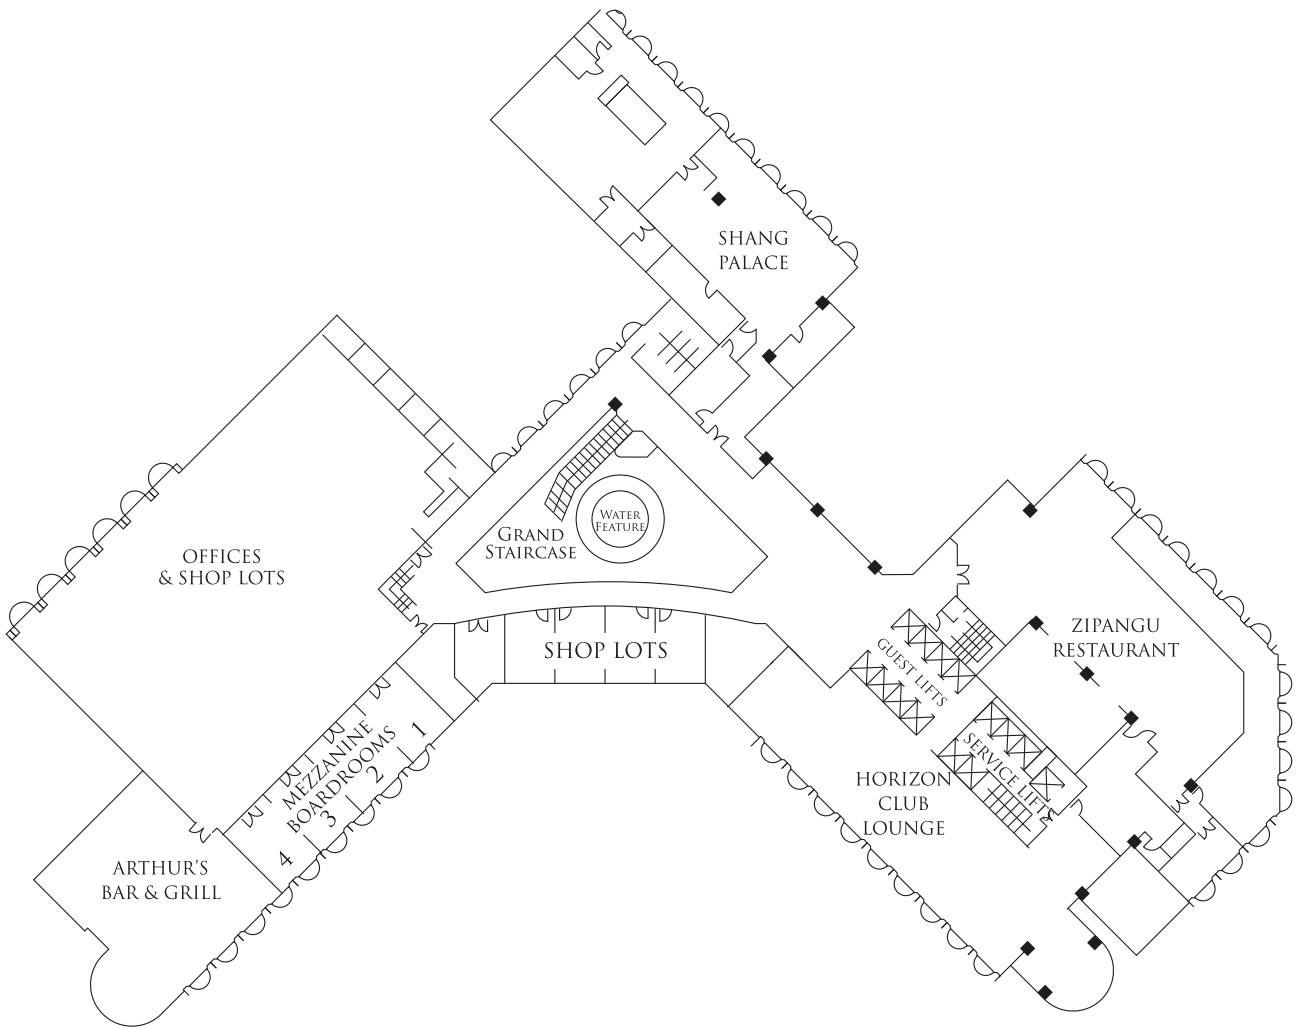 SHANG
PALACE
WATER
FEATURE
GRAND
STAIRCASE
OFFICES
& SHOP LOTS
SHOP LOTS
ZIPANGU
RESTAURANT
GUEST LIFTS
SERVICE LIFTS
MEZZANINE
BOARDROOMS
1
2
3
4
HORIZON
CLUB
LOUNGE
ARTHUR'S
BAR & GRILL